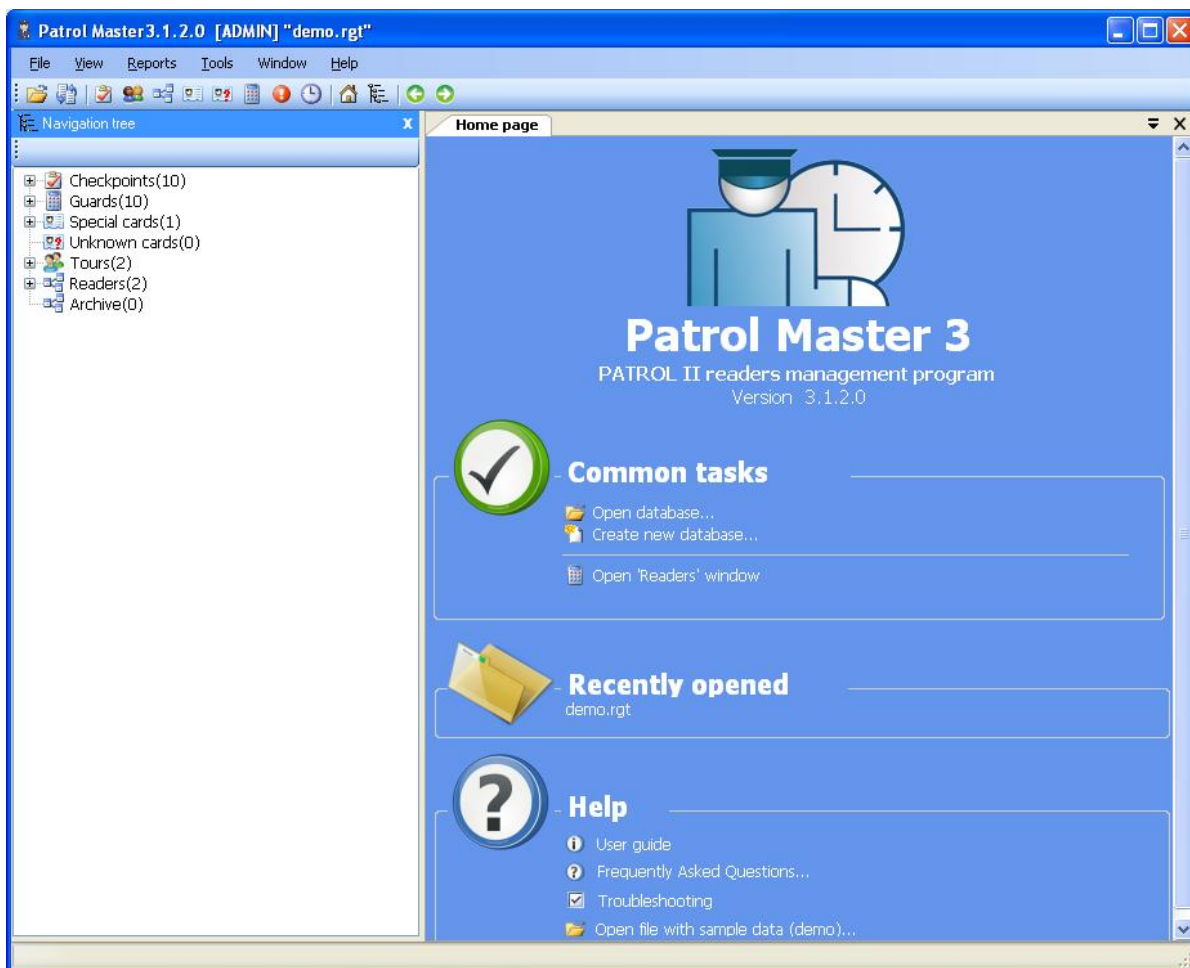 Patrol Master3.1.2.0 [ADMIN] "demo.rgt"
File View Reports Tools Window Help
Navigation tree
Home page
Checkpoints(10)
Guards(10)
Special cards(1)
Unknown cards(0)
Tours(2)
Readers(2)
Archive(0)
Patrol Master 3
PATROL II readers management program
Version 3.1.2.0
Common tasks
Open database...
Create new database...
Open 'Readers' window
Recently opened
demo.rgt
Help
User guide
Frequently Asked Questions...
Troubleshooting
Open file with sample data (demo)...